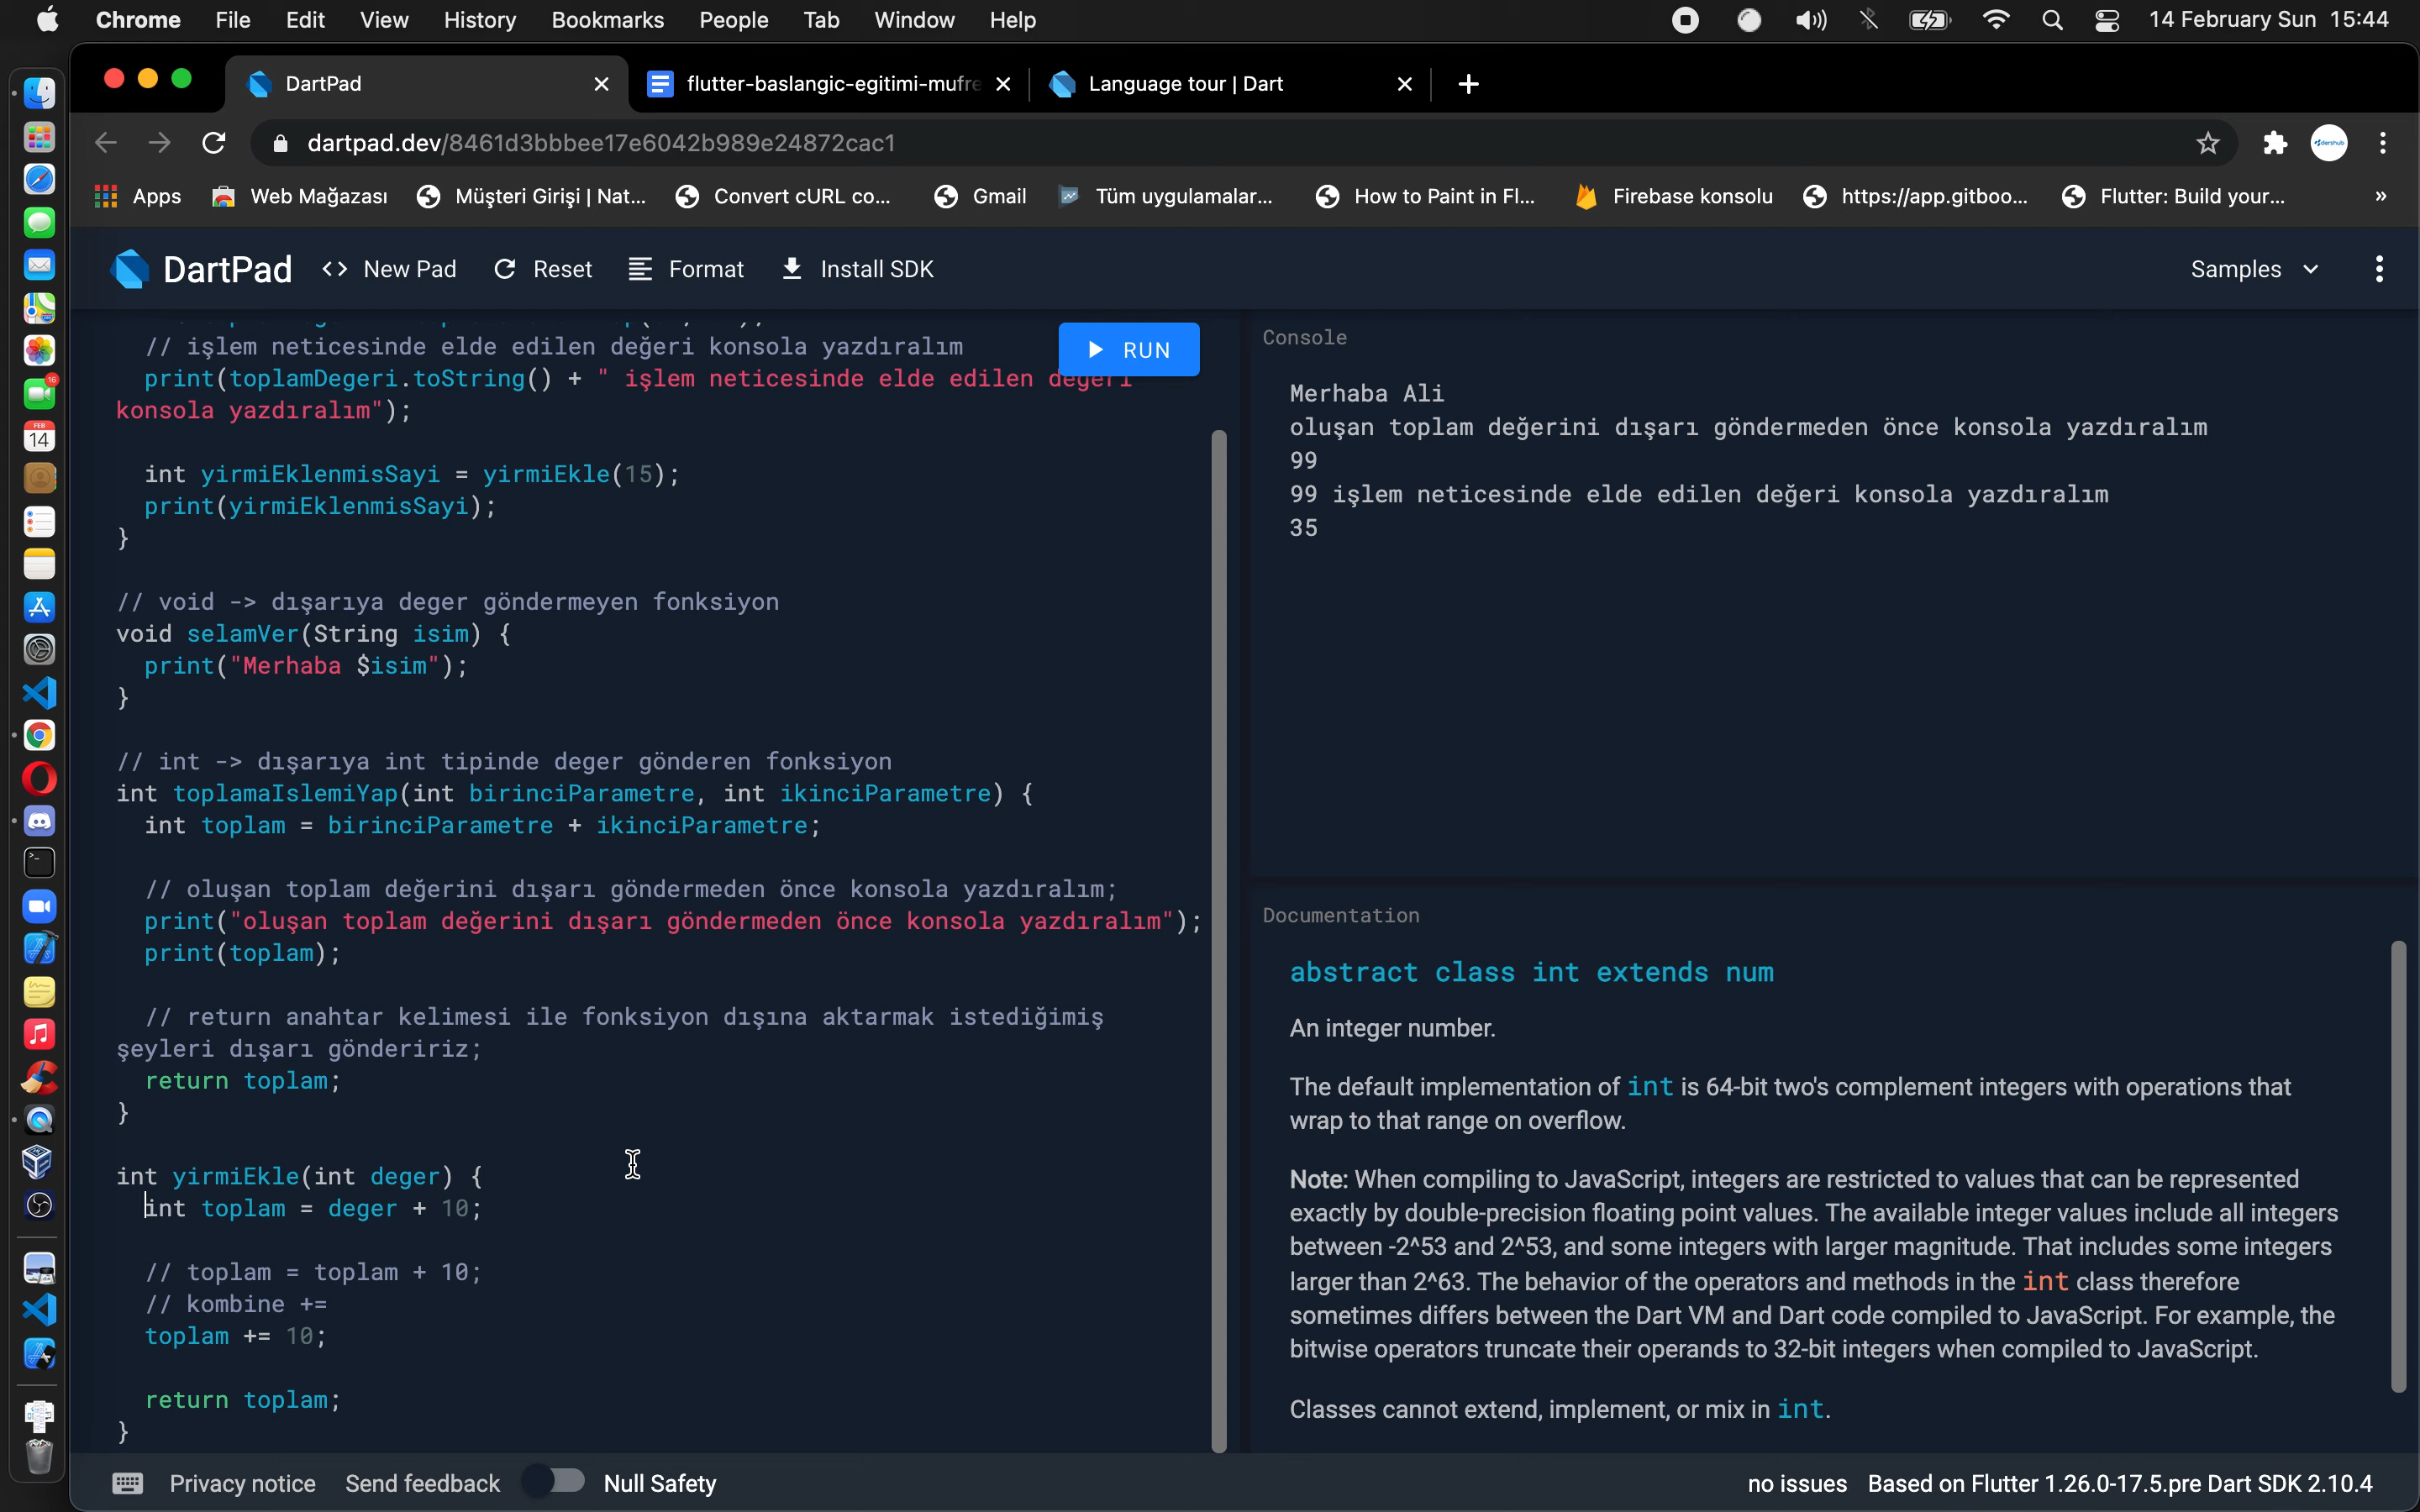 Chrome File Edit View History Bookmarks People Tab Window Help 14 February Sun 15:44
DartPad flutter-baslangic-egitimi-mufre Language tour | Dart
dartpad.dev/8461d3bbbee17e6042b989e24872cac1
Apps Web Mağazası Müşteri Girişi | Nat... Convert cURL co... Gmail Tüm uygulamalar... How to Paint in Fl... Firebase konsolu https://app.gitboo... Flutter: Build your... »
DartPad <> New Pad Reset Format Install SDK Samples
// işlem neticesinde elde edilen değeri konsola yazdıralım
RUN
print(toplamDegeri.toString() + " işlem neticesinde elde edilen değeri
konsola yazdıralım");
int yirmiEklenmisSayi = yirmiEkle(15);
print(yirmiEklenmisSayi);
}
// void -> dışarıya deger göndermeyen fonksiyon
void selamVer(String isim) {
print("Merhaba $isim");
}
// int -> dışarıya int tipinde deger gönderen fonksiyon
int toplamaIslemiYap(int birinciParametre, int ikinciParametre) {
int toplam = birinciParametre + ikinciParametre;
// oluşan toplam değerini dışarı göndermeden önce konsola yazdıralım;
print("oluşan toplam değerini dışarı göndermeden önce konsola yazdıralım");
print(toplam);
// return anahtar kelimesi ile fonksiyon dışına aktarmak istediğimiş
şeyleri dışarı göndeririz;
return toplam;
}
int yirmiEkle(int deger) {
int toplam = deger + 10;
// toplam = toplam + 10;
// kombine +=
toplam += 10;
return toplam;
}
Console
Merhaba Ali
oluşan toplam değerini dışarı göndermeden önce konsola yazdıralım
99
99 işlem neticesinde elde edilen değeri konsola yazdıralım
35
Documentation
abstract class int extends num
An integer number.
The default implementation of int is 64-bit two's complement integers with operations that
wrap to that range on overflow.
Note: When compiling to JavaScript, integers are restricted to values that can be represented
exactly by double-precision floating point values. The available integer values include all integers
between -2^53 and 2^53, and some integers with larger magnitude. That includes some integers
larger than 2^63. The behavior of the operators and methods in the int class therefore
sometimes differs between the Dart VM and Dart code compiled to JavaScript. For example, the
bitwise operators truncate their operands to 32-bit integers when compiled to JavaScript.
Classes cannot extend, implement, or mix in int.
Privacy notice Send feedback Null Safety no issues Based on Flutter 1.26.0-17.5.pre Dart SDK 2.10.4
16
FEB
14